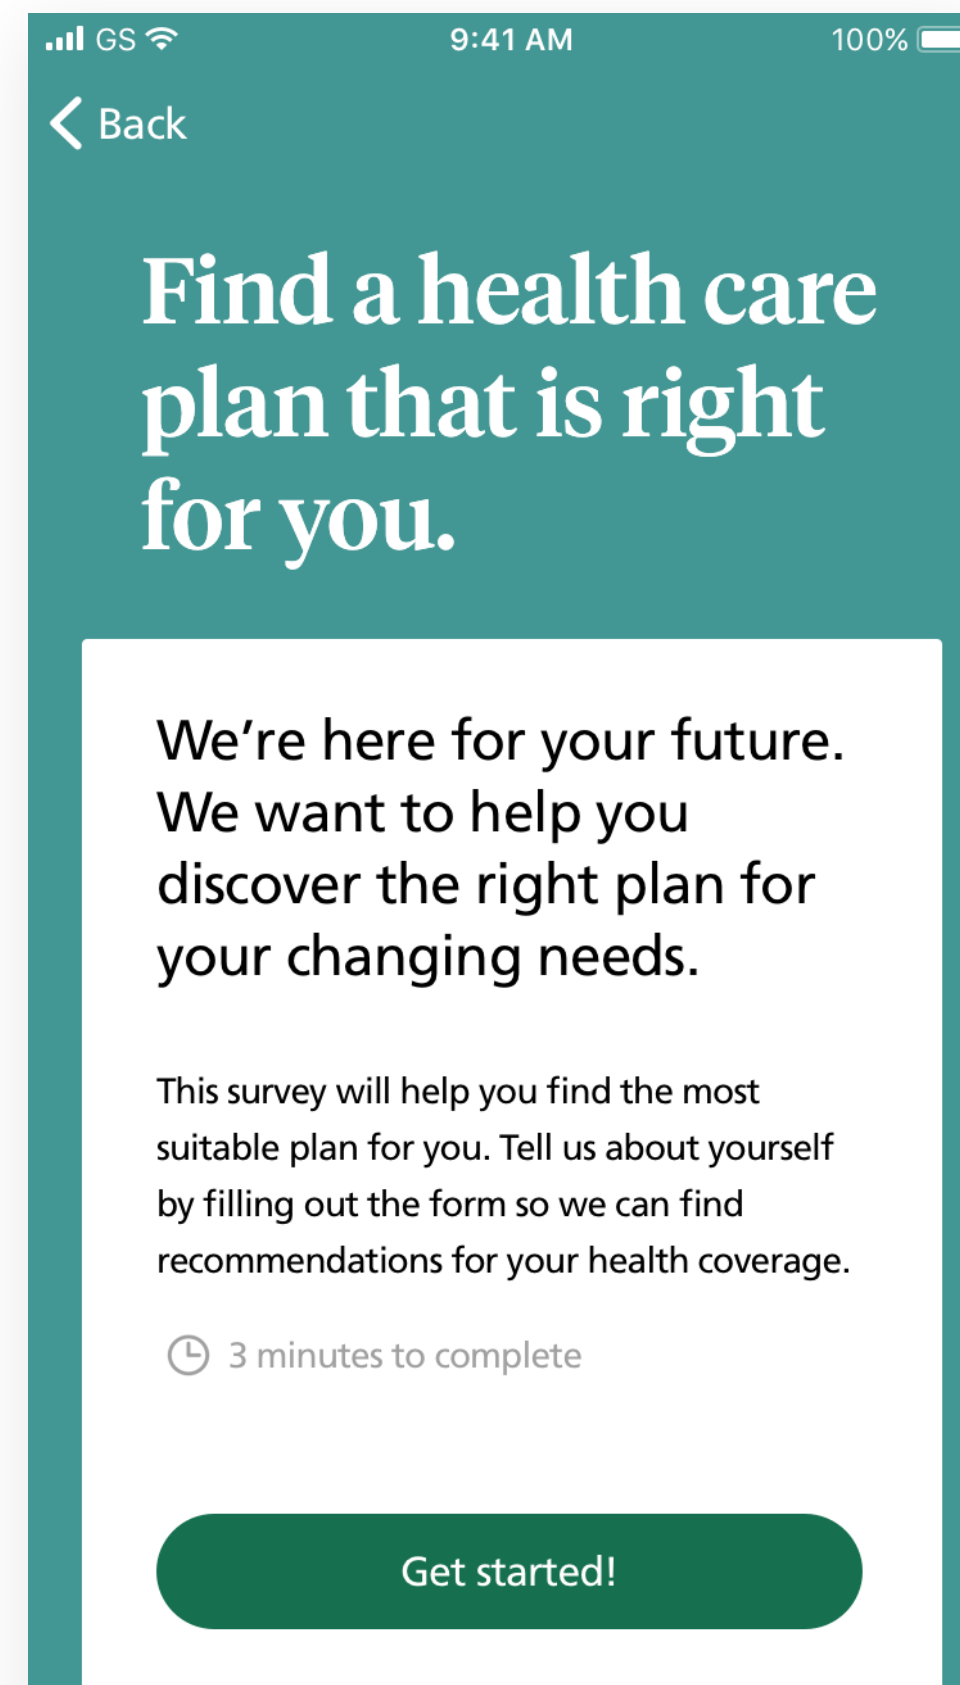 GS 9:41 AM 100%
Back
Find a health care
plan that is right
for you.
We’re here for your future.
We want to help you
discover the right plan for
your changing needs.
This survey will help you find the most
suitable plan for you. Tell us about yourself
by filling out the form so we can find
recommendations for your health coverage.
3 minutes to complete
Get started!